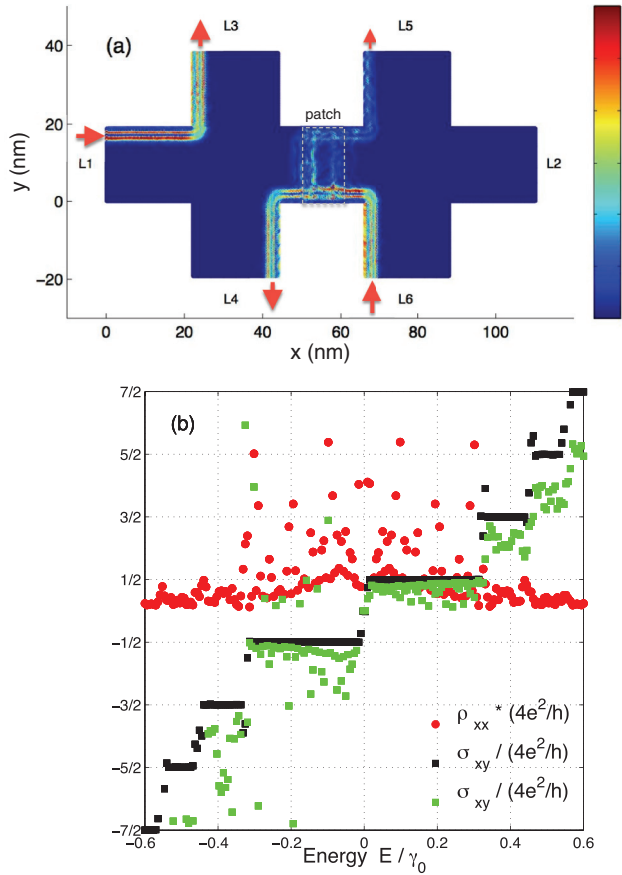 (a)
L3
L5
40
patch
20
L1
L2
y (nm)
0
L4
L6
−20
0
20
40
60
80
100
x (nm)
(b)
7/2
5/2
3/2
1/2
−1/2
−3/2
−5/2
−7/2
ρ xx * (4e²/h)
σ xy / (4e²/h)
σ xy / (4e²/h)
−0.6
−0.4
−0.2
0
0.2
0.4
0.6
Energy E / γ₀